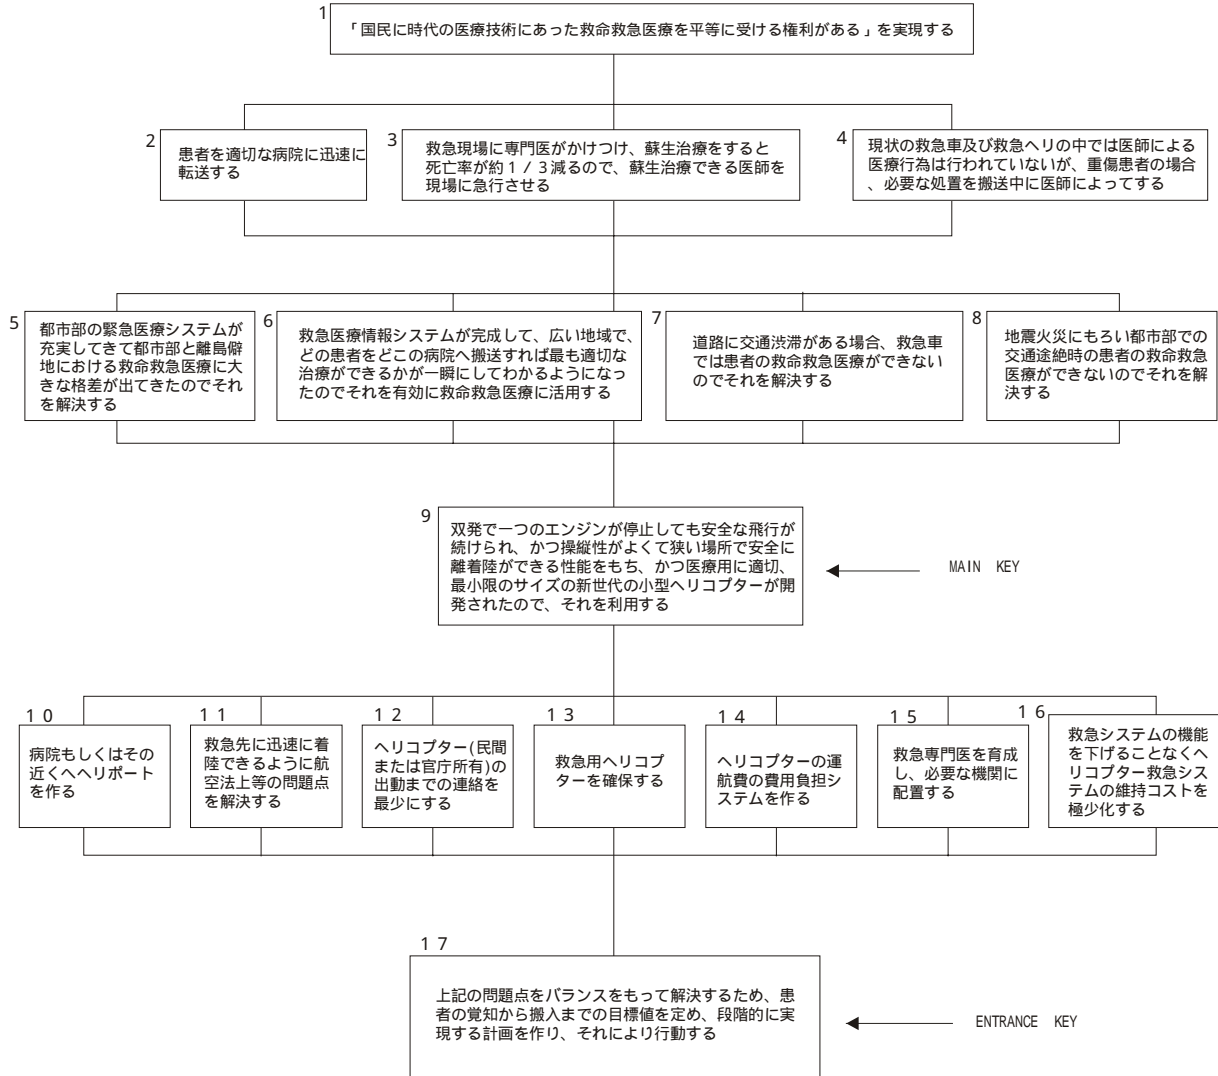 1
「国民に時代の医療技術にあった救命救急医療を平等に受ける権利がある」を実現する
2
患者を適切な病院に迅速に
転送する
3
救急現場に専門医がかけつけ、蘇生治療をすると
死亡率が約1/3減るので、蘇生治療できる医師を
現場に急行させる
4
現状の救急車及び救急ヘリの中では医師による
医療行為は行われていないが、重傷患者の場合
、必要な処置を搬送中に医師によってする
5
都市部の緊急医療システムが
充実してきて都市部と離島僻
地における救命救急医療に大
きな格差が出てきたのでそれ
を解決する
6
救急医療情報システムが完成して、広い地域で、
どの患者をどこの病院へ搬送すれば最も適切な
治療ができるかが一瞬にしてわかるようになっ
たのでそれを有効に救命救急医療に活用する
7
道路に交通渋滞がある場合、救急車
では患者の救命救急医療ができない
のでそれを解決する
8
地震火災にもろい都市部での
交通途絶時の患者の救命救急
医療ができないのでそれを解
決する
9
双発で一つのエンジンが停止しても安全な飛行が
続けられ、かつ操縦性がよくて狭い場所で安全に
離着陸ができる性能をもち、かつ医療用に適切、
最小限のサイズの新世代の小型ヘリコプターが開
発されたので、それを利用する
MAIN KEY
10
病院もしくはその
近くへヘリポート
を作る
11
救急先に迅速に着
陸できるように航
空法上等の問題点
を解決する
12
ヘリコプター(民間
または官庁所有)の
出動までの連絡を
最少にする
13
救急用ヘリコプ
ターを確保する
14
ヘリコプターの運
航費の費用負担シ
ステムを作る
15
救急専門医を育成
し、必要な機関に
配置する
16
救急システムの機能
を下げることなくヘ
リコプター救急シス
テムの維持コストを
極少化する
17
上記の問題点をバランスをもって解決するため、患
者の覚知から搬入までの目標値を定め、段階的に実
現する計画を作り、それにより行動する
ENTRANCE KEY